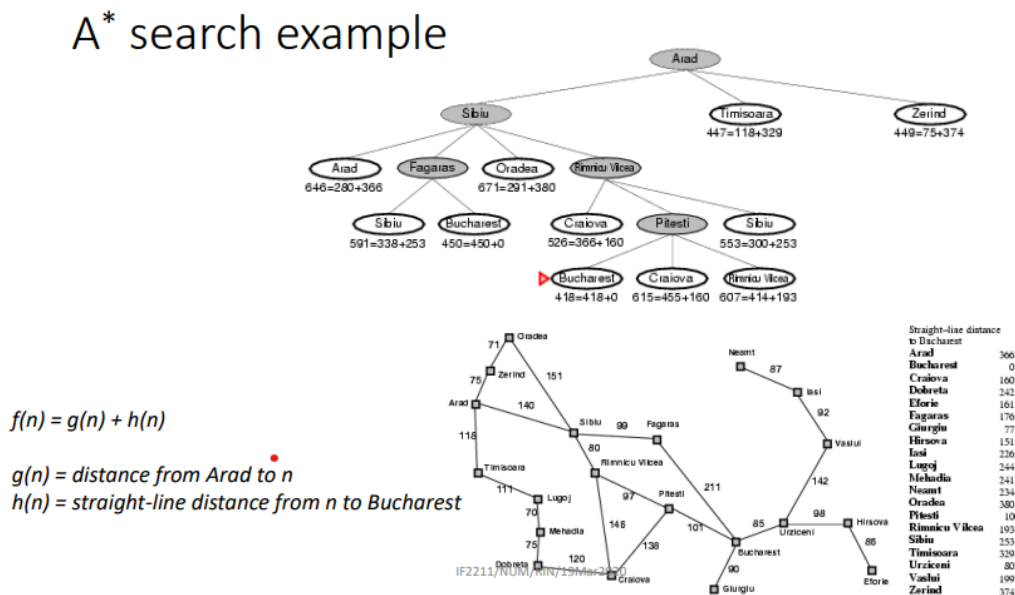 A* search example
Arad
Sibiu
Timisoara
Zerind
447=118+329
449=75+374
Arad
Fagaras
Oradea
Rimnicu Vilcea
646=280+366
671=291+380
Sibiu
Bucharest
Craiova
Pitesti
Sibiu
591=338+253
450=450+0
526=366+160
553=300+253
Bucharest
Craiova
Rimnicu Vilcea
418=418+0
615=455+160
607=414+193
f(n) = g(n) + h(n)
g(n) = distance from Arad to n
h(n) = straight-line distance from n to Bucharest
Oradea
71
Zerind
75
151
Arad
140
118
Sibiu
99
Fagaras
80
Rimnicu Vilcea
Timisoara
111
Lugoj
70
Mehadia
75
Dobreta
120
97
Pitesti
211
146
138
101
Craiova
Bucharest
85
90
Giurgiu
Neamt
87
Iasi
92
Vaslui
142
98
Urziceni
Hirsova
86
Eforie
IF2211/NUM/RIN/19Mar2020
Straight-line distance
to Bucharest
Arad 366
Bucharest 0
Craiova 160
Dobreta 242
Eforie 161
Fagaras 176
Giurgiu 77
Hirsova 151
Iasi 226
Lugoj 244
Mehadia 241
Neamt 234
Oradea 380
Pitesti 10
Rimnicu Vilcea 193
Sibiu 253
Timisoara 329
Urziceni 80
Vaslui 199
Zerind 374